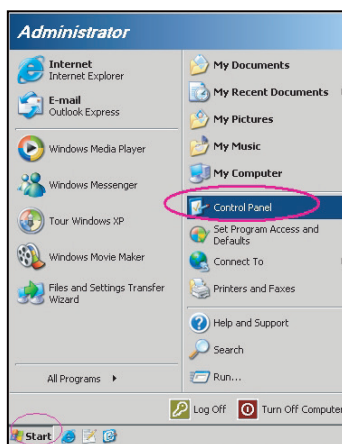 Administrator
Internet
Internet Explorer
E-mail
Outlook Express
Windows Media Player
Windows Messenger
Tour Windows XP
Windows Movie Maker
Files and Settings Transfer
Wizard
All Programs
My Documents
My Recent Documents
My Pictures
My Music
My Computer
Control Panel
Set Program Access and
Defaults
Connect To
Printers and Faxes
Help and Support
Search
Run...
Log Off
Turn Off Computer
Start